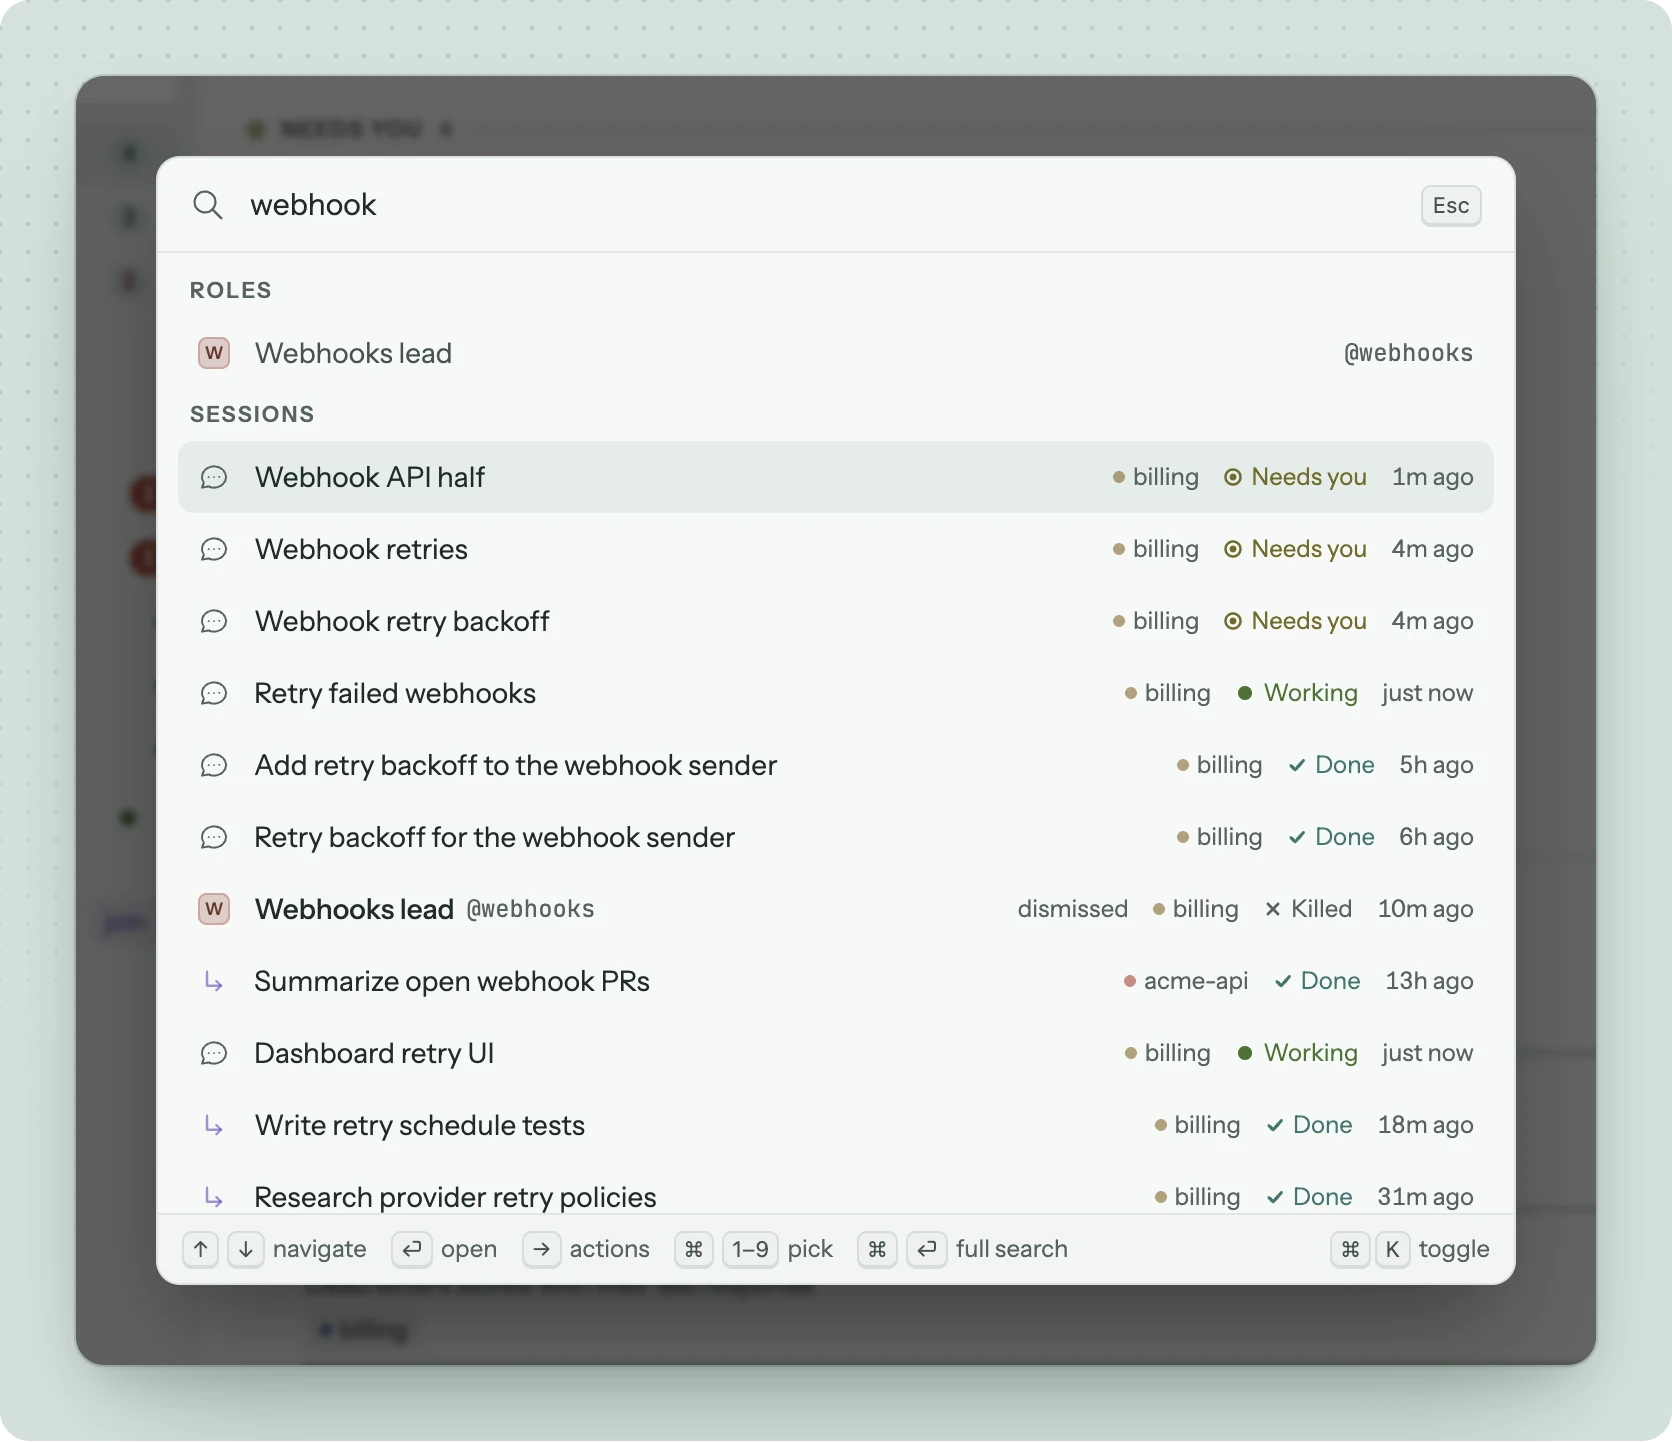 NEEDS YOU 4
webhook Esc
ROLES
W Webhooks lead @webhooks
SESSIONS
Webhook API half billing Needs you 1m ago
Webhook retries billing Needs you 4m ago
Webhook retry backoff billing Needs you 4m ago
Retry failed webhooks billing Working just now
Add retry backoff to the webhook sender billing Done 5h ago
Retry backoff for the webhook sender billing Done 6h ago
W Webhooks lead @webhooks dismissed billing Killed 10m ago
Summarize open webhook PRs acme-api Done 13h ago
Dashboard retry UI billing Working just now
Write retry schedule tests billing Done 18m ago
Research provider retry policies billing Done 31m ago
↑ ↓ navigate ↵ open → actions ⌘ 1–9 pick ⌘ ↵ full search ⌘ K toggle
billing